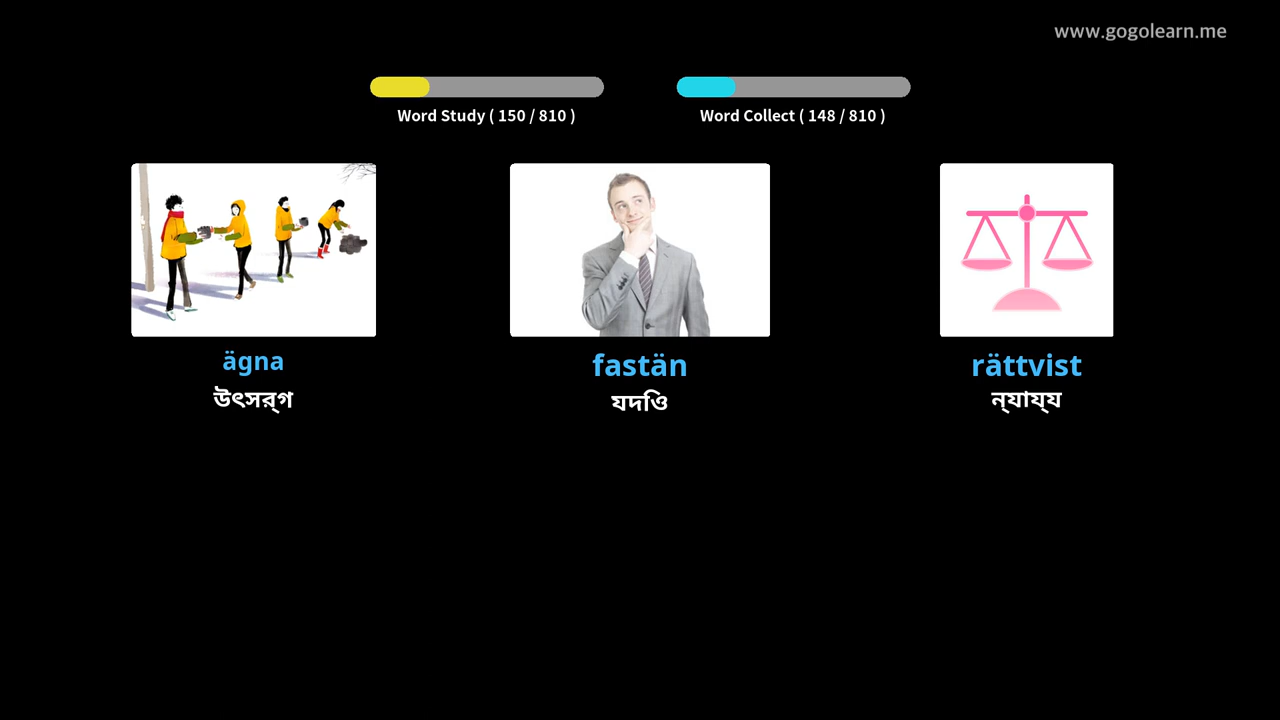 www.gogolearn.me
Word Study ( 150 / 810 )
Word Collect ( 148 / 810 )
ägna
উৎসর্গ
fastän
যদিও
rättvist
ন্যায্য